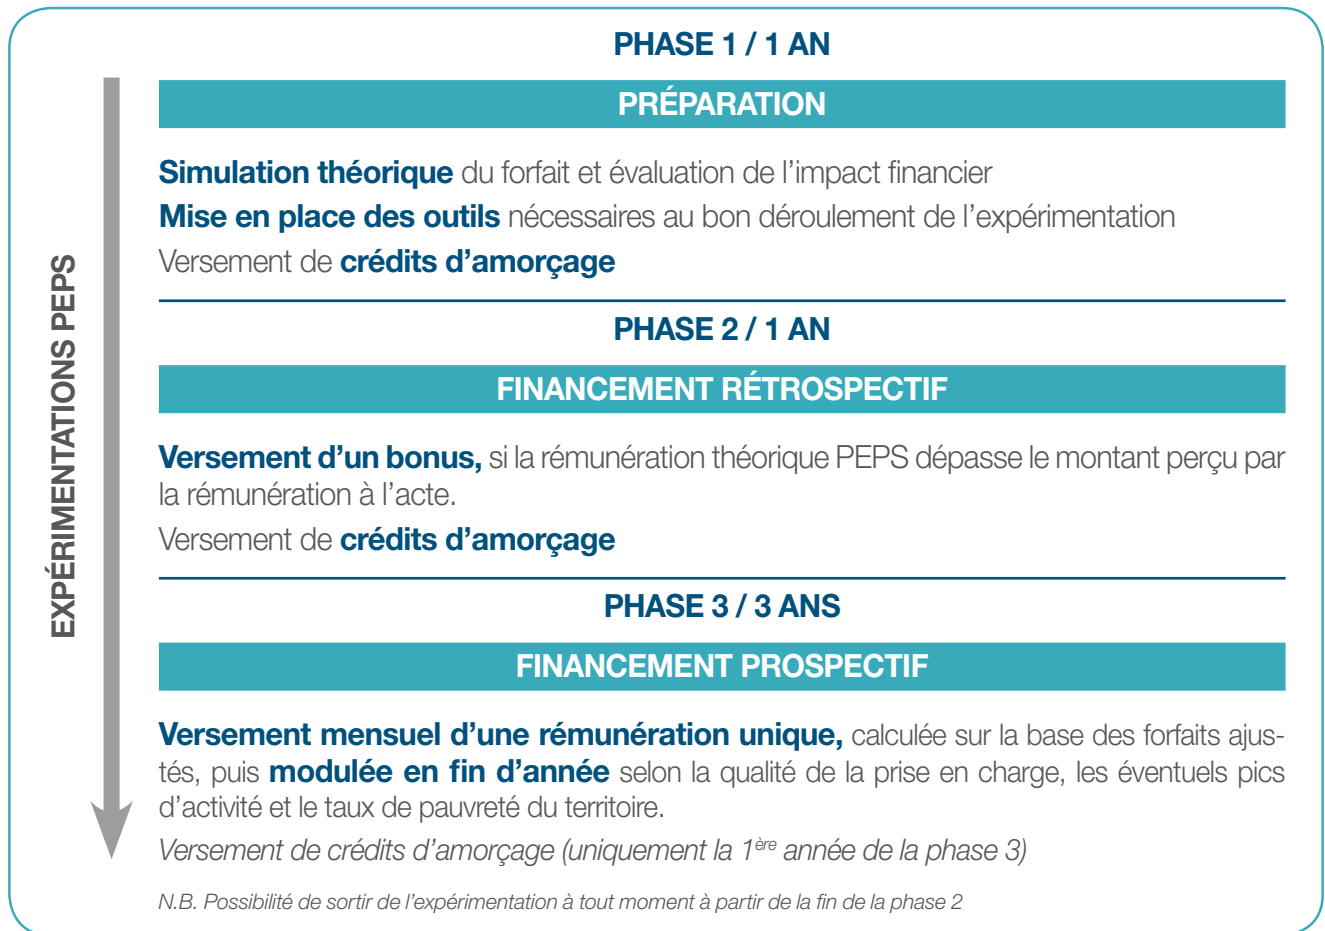 EXPÉRIMENTATIONS PEPS
PHASE 1 / 1 AN
PRÉPARATION
Simulation théorique du forfait et évaluation de l’impact financier
Mise en place des outils nécessaires au bon déroulement de l’expérimentation
Versement de crédits d’amorçage
PHASE 2 / 1 AN
FINANCEMENT RÉTROSPECTIF
Versement d’un bonus, si la rémunération théorique PEPS dépasse le montant perçu par
la rémunération à l’acte.
Versement de crédits d’amorçage
PHASE 3 / 3 ANS
FINANCEMENT PROSPECTIF
Versement mensuel d’une rémunération unique, calculée sur la base des forfaits ajus-
tés, puis modulée en fin d’année selon la qualité de la prise en charge, les éventuels pics
d’activité et le taux de pauvreté du territoire.
Versement de crédits d’amorçage (uniquement la 1ère année de la phase 3)
N.B. Possibilité de sortir de l’expérimentation à tout moment à partir de la fin de la phase 2